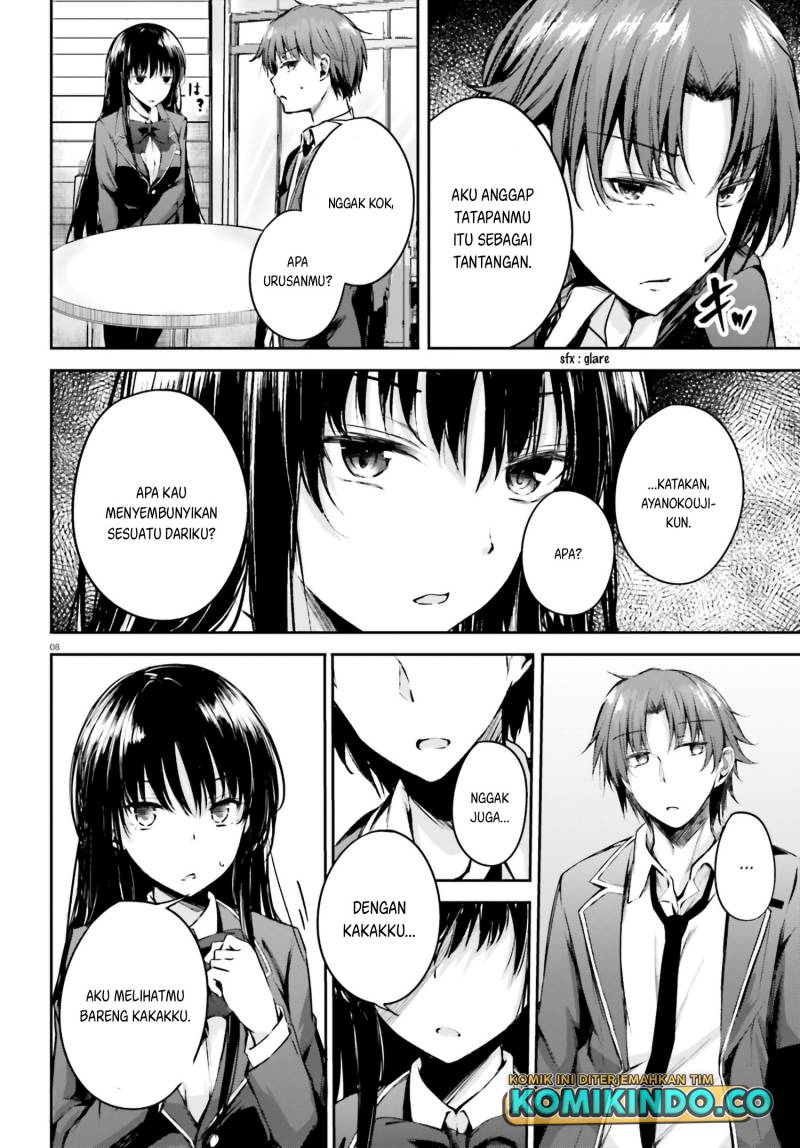 AKU ANGGAP
TATAPANMU
ITU SEBAGAI
TANTANGAN.
キッ
sfx : glare
は
?
NGGAK KOK,
APA
URUSANMU?
...KATAKAN,
AYANOKOUJI-
KUN.
APA?
APA KAU
MENYEMBUNYIKAN
SESUATU DARIKU?
08
...
NGGAK
JUGA...
DENGAN
KAKAKKU...
AKU MELIHATMU
BARENG KAKAKKU.
KOMIK INI DITERJEMAHKAN TIM
KOMIKINDO.CO